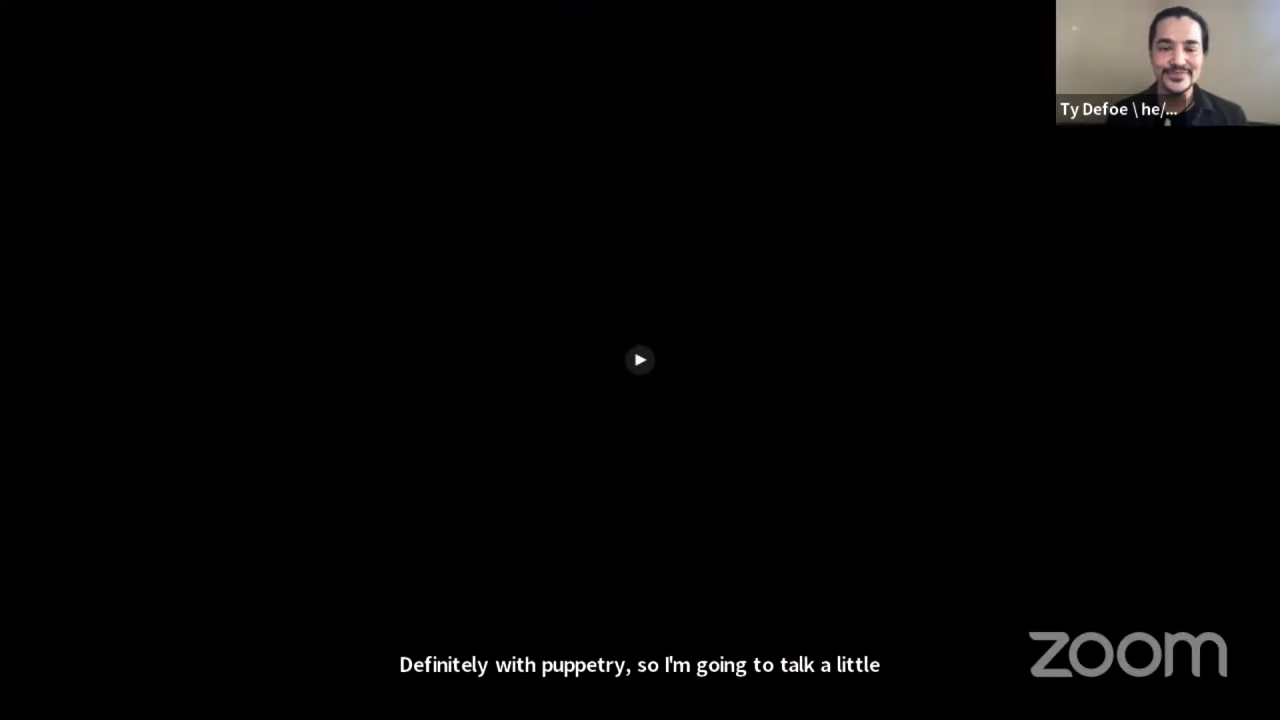 Ty Defoe \ he/...
Definitely with puppetry, so I'm going to talk a little
zoom